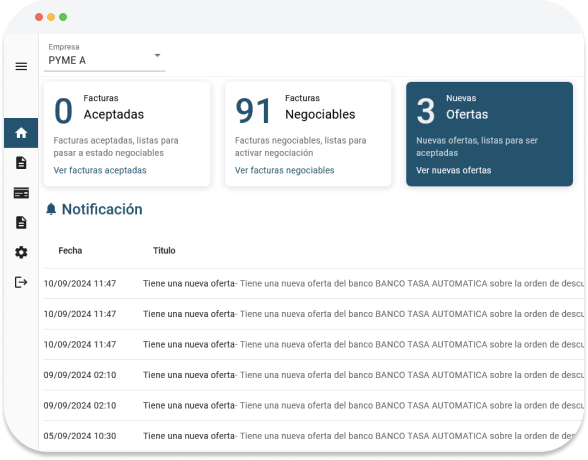 Empresa
PYME A
0 Facturas
Aceptadas
Facturas aceptadas, listas para
pasar a estado negociables
Ver facturas aceptadas
91 Facturas
Negociables
Facturas negociables, listas para
activar negociación
Ver facturas negociables
3 Nuevas
Ofertas
Nuevas ofertas, listas para ser
aceptadas
Ver nuevas ofertas
Notificación
Fecha Titulo
10/09/2024 11:47 Tiene una nueva oferta- Tiene una nueva oferta del banco BANCO TASA AUTOMATICA sobre la orden de descu
10/09/2024 11:47 Tiene una nueva oferta- Tiene una nueva oferta del banco BANCO TASA AUTOMATICA sobre la orden de descu
10/09/2024 11:47 Tiene una nueva oferta- Tiene una nueva oferta del banco BANCO TASA AUTOMATICA sobre la orden de descu
09/09/2024 02:10 Tiene una nueva oferta- Tiene una nueva oferta del banco BANCO TASA AUTOMATICA sobre la orden de descu
09/09/2024 02:10 Tiene una nueva oferta- Tiene una nueva oferta del banco BANCO TASA AUTOMATICA sobre la orden de descu
05/09/2024 10:30 Tiene una nueva oferta- Tiene una nueva oferta del banco BANCO TASA AUTOMATICA sobre la orden de desc